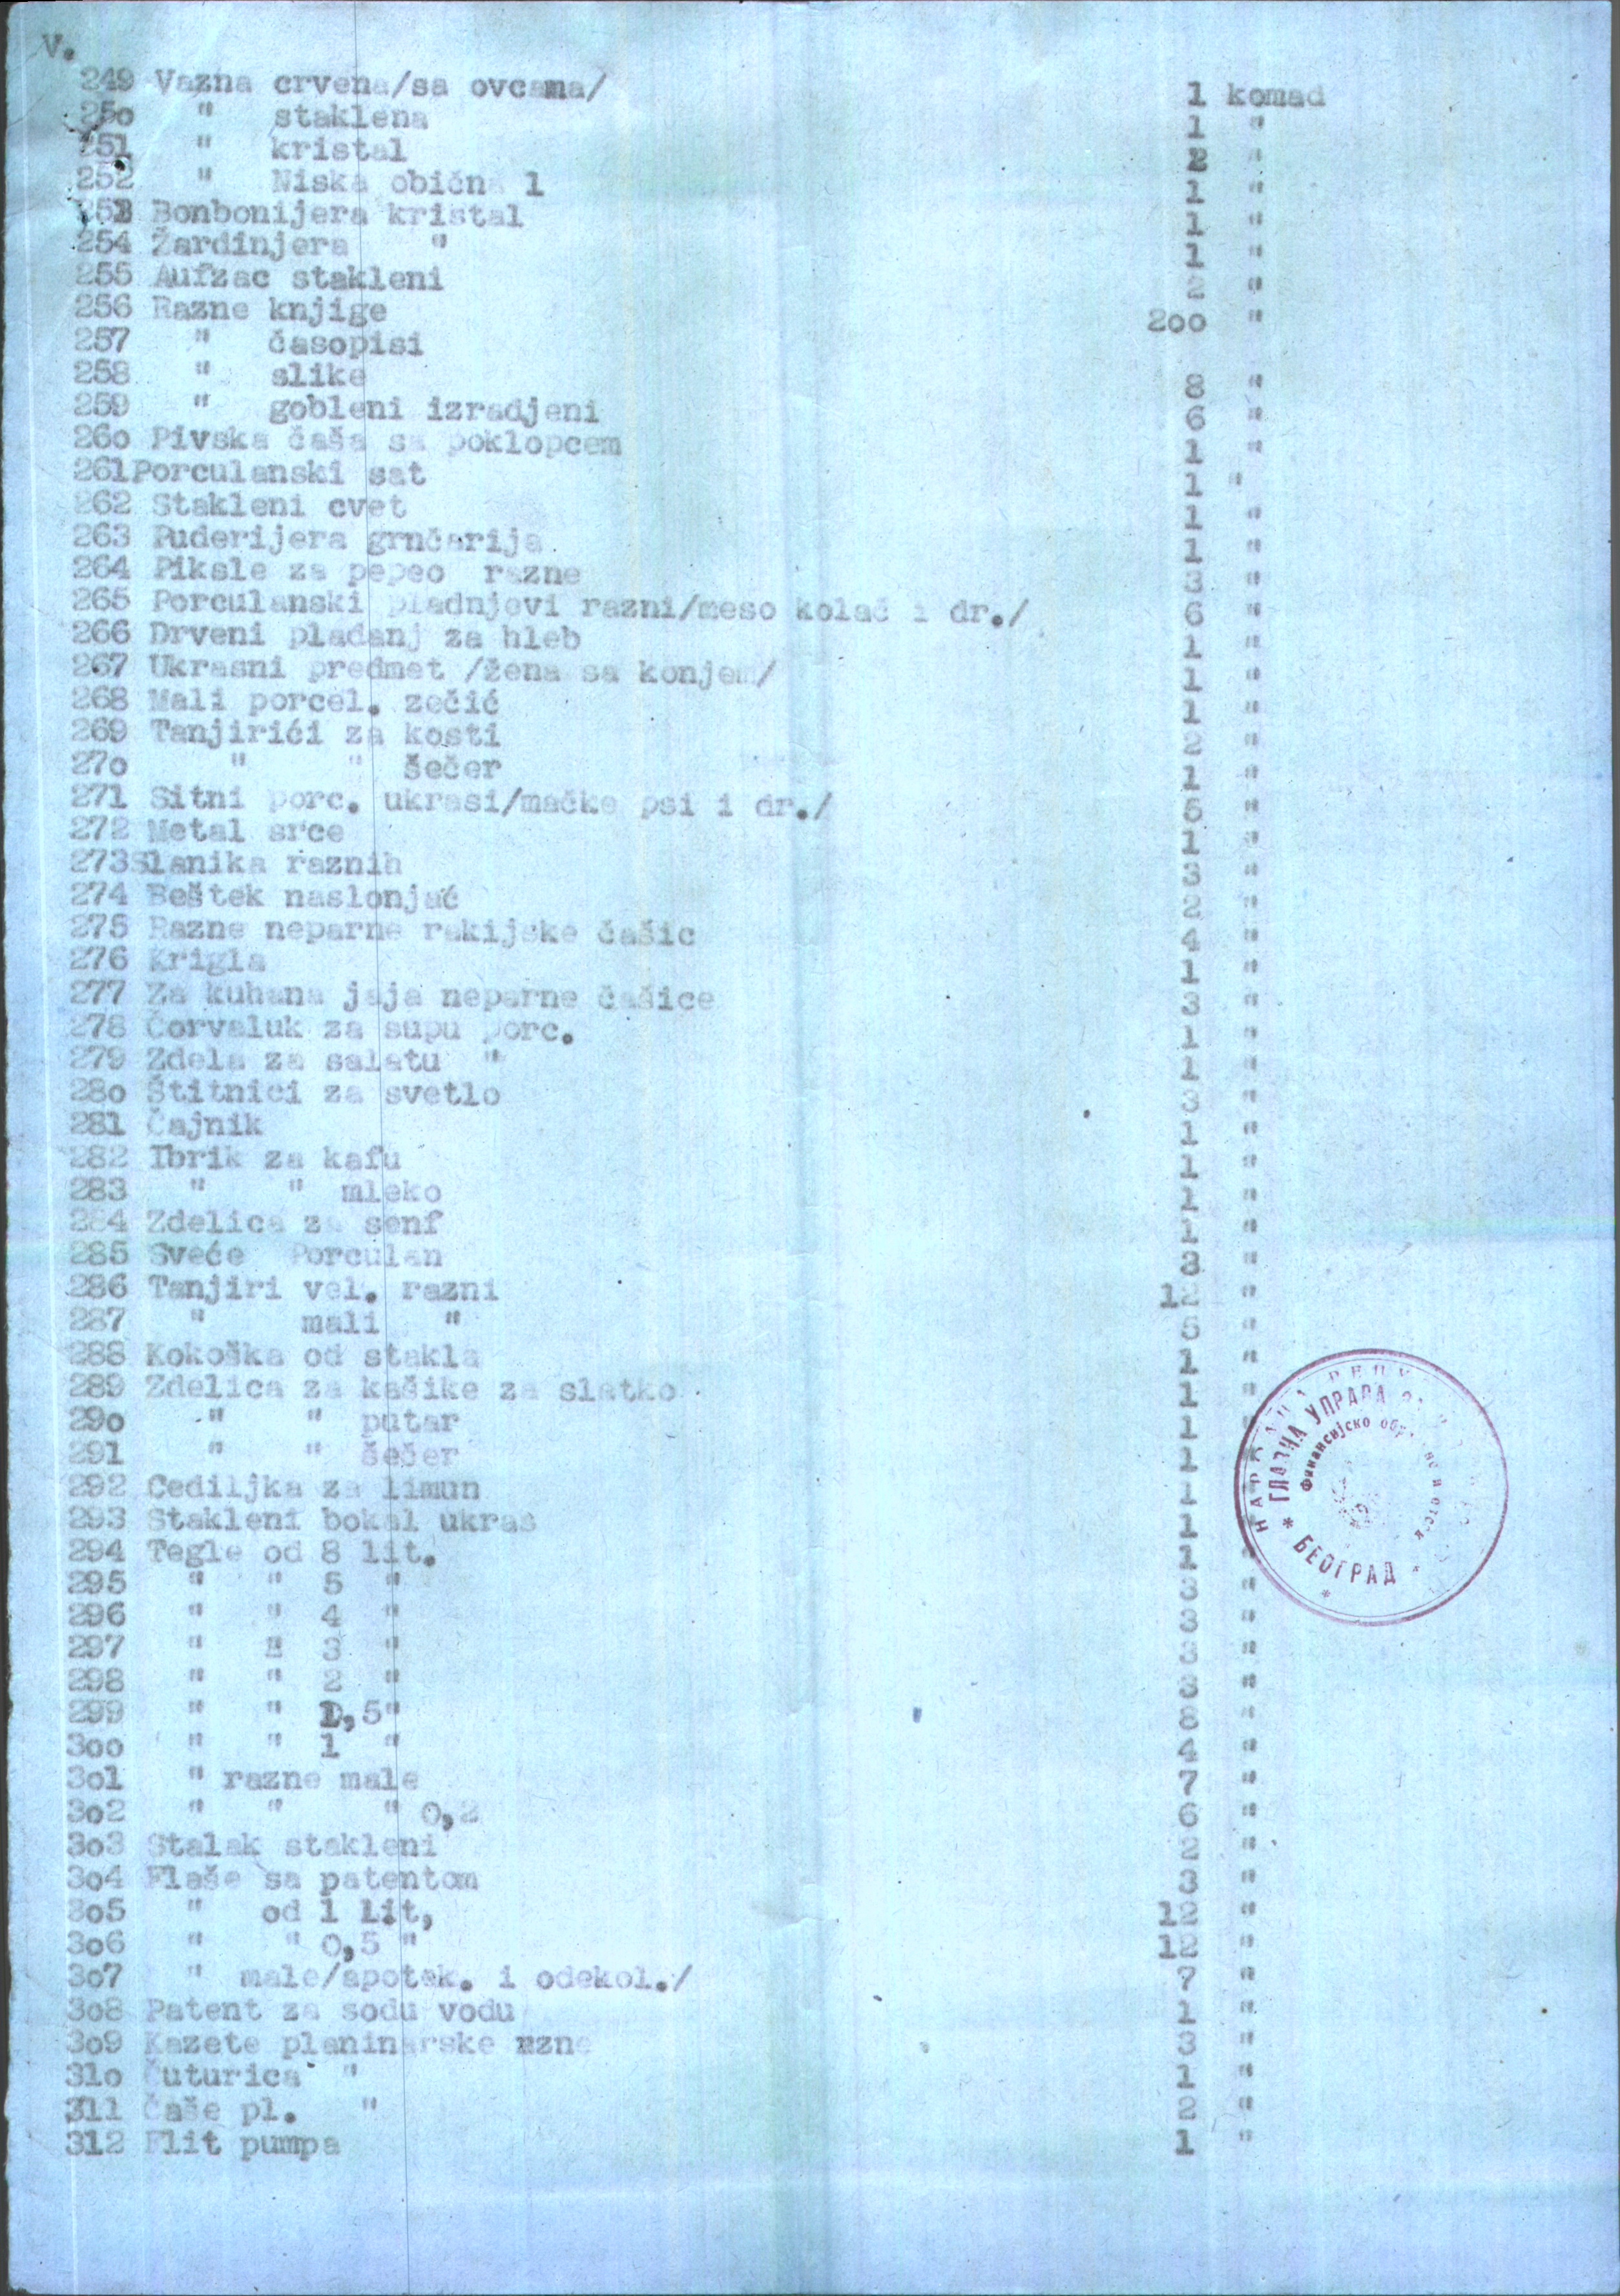 V.
249 Vazna crvena/sa ovcama/ 1 komad
25o " staklena 1 "
251 " kristal 2 "
252 " Niska obična 1 1 "
253 Bonbonijera kristal 1 "
254 Žardinjera " 1 "
255 Aufzac stakleni 2 "
256 Razne knjige 2oo "
257 " časopisi
258 " slike 8 "
259 " gobleni izradjeni 6 "
26o Pivska čaša sa poklopcem 1 "
261Porculanski sat 1 "
262 Stakleni cvet 1 "
263 Puderijera grnčarija 1 "
264 Piksle za pepeo razne 3 "
265 Porculanski pladnjevi razni/meso kolač i dr./ 6 "
266 Drveni pladanj za hleb 1 "
267 Ukrasni predmet /žena sa konjem/ 1 "
268 Mali porcel. zečić 1 "
269 Tanjirići za kosti 2 "
27o " " šečer 1 "
271 Sitni porc. ukrasi/mačke psi i dr./ 5 "
272 Metal srce 1 "
273Slanika raznih 3 "
274 Beštek naslonjač 2 "
275 Razne neparne rakijske čašic 4 "
276 Krigla 1 "
277 Za kuhana jaja neparne čašice 3 "
278 Čorvaluk za supu porc. 1 "
279 Zdela za salatu " 1 "
28o Štitnici za svetlo 3 "
281 Čajnik 1 "
282 Ibrik za kafu 1 "
283 " " mleko 1 "
284 Zdelica za senf 1 "
285 Sveće Porculan 3 "
286 Tanjiri vel. razni 12 "
287 " mali " 5 "
288 Kokoška od stakla 1 "
289 Zdelica za kašike za slatko 1 "
29o " " putar 1 "
291 " " šečer 1 "
292 Cediljka za limun 1 "
293 Stakleni bokal ukras 1 "
294 Tegle od 8 lit. 1 "
295 " " 5 " 3 "
296 " " 4 " 3 "
297 " " 3 " 3 "
298 " " 2 " 3 "
299 " " 1,5" 8 "
3oo " " 1 " 4 "
3o1 " razne male 7 "
3o2 " " " 0,2 6 "
3o3 Stalak stakleni 2 "
3o4 Flaše sa patentom 3 "
3o5 " od 1 lit, 12 "
3o6 " " 0,5 " 12 "
3o7 " male/apotek. i odekol./ 7 "
3o8 Patent za sodu vodu 1 "
3o9 Kazete planinarske rzne 3 "
31o Čuturica " 1 "
311 Čaše pl. " 2 "
312 Flit pumpa 1 "
ГЛАВНА УПРАВА
Финансијско
* БЕОГРАД *